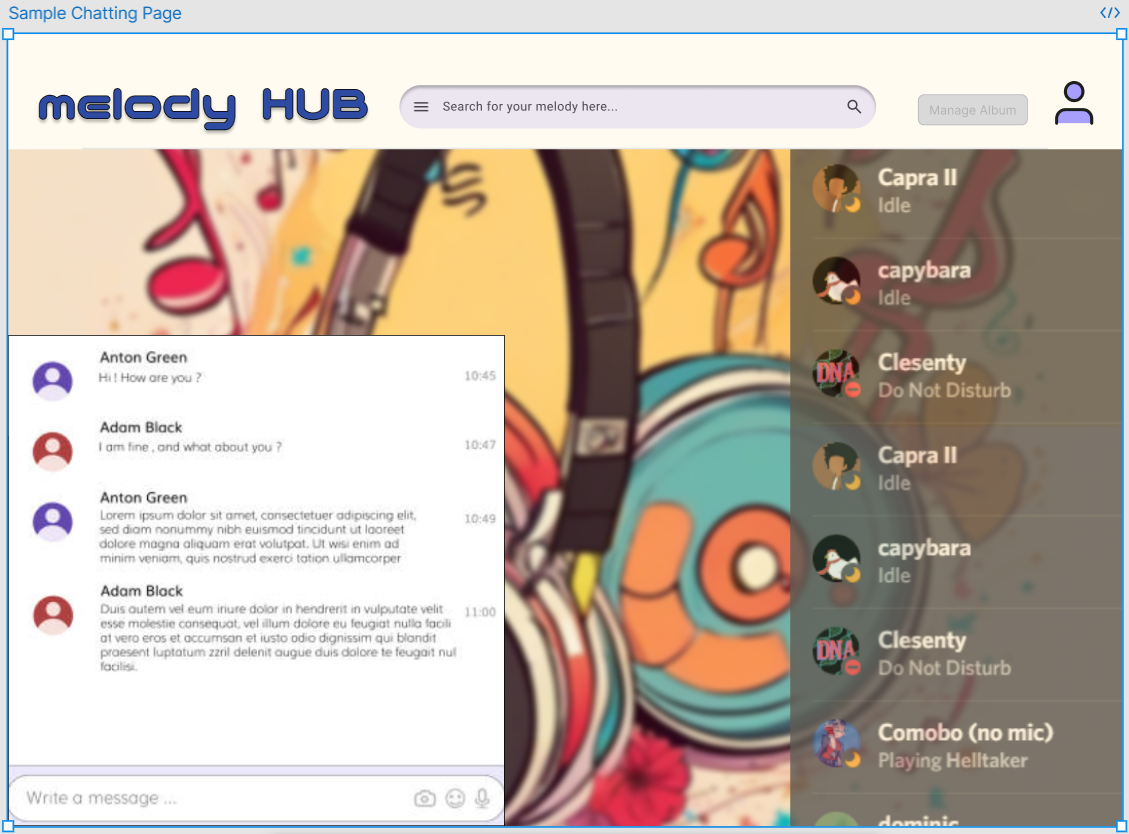 Sample Chatting Page
melody HUB
Search for your melody here...
Manage Album
Anton Green
Hi ! How are you ?
10:45
Adam Black
I am fine , and what about you ?
10:47
Anton Green
Lorem ipsum dolor sit amet, consectetuer adipiscing elit,
sed diam nonummy nibh euismod tincidunt ut laoreet
dolore magna aliquam erat volutpat. Ut wisi enim ad
minim veniam, quis nostrud exerci tation ullamcorper
10:49
Adam Black
Duis autem vel eum iriure dolor in hendrerit in vulputate velit
esse molestie consequat, vel illum dolore eu feugiat nulla facili
at vero eros et accumsan et iusto odio dignissim qui blandit
praesent luptatum zzril delenit augue duis dolore te feugait nul
facilisi.
11:00
Write a message ...
Capra II
Idle
capybara
Idle
DNA
Clesenty
Do Not Disturb
Capra II
Idle
capybara
Idle
DNA
Clesenty
Do Not Disturb
Comobo (no mic)
Playing Helltaker
dominic